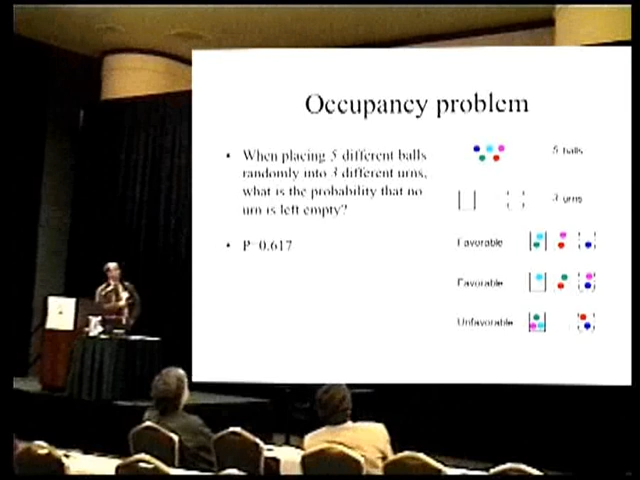 Occupancy problem
• When placing 5 different balls
randomly into 3 different urns,
what is the probability that no
urn is left empty?
• P=0.617
5 balls
3 urns
Favorable
Favorable
Unfavorable